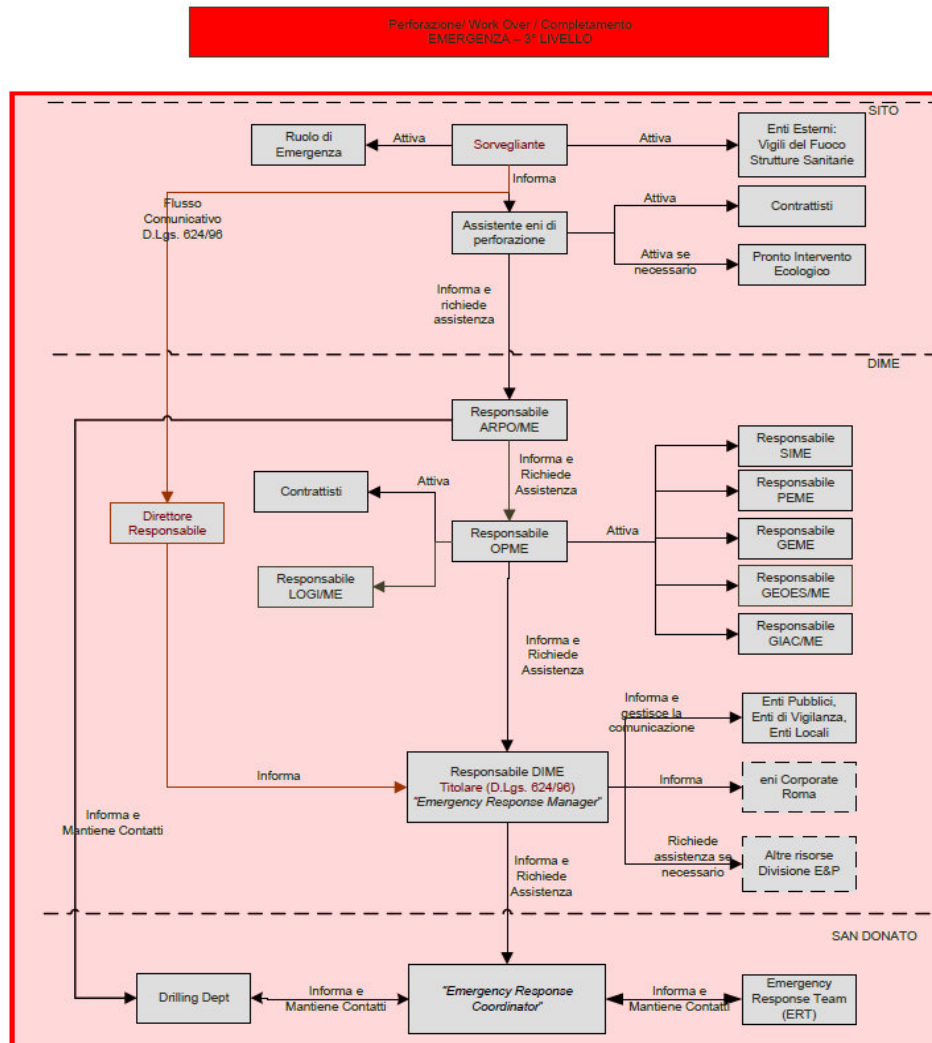 Perforazione/ Work Over / Completamento
EMERGENZA – 3° LIVELLO
SITO
Ruolo di
Emergenza
Attiva
Sorvegliante
Attiva
Enti Esterni:
Vigili del Fuoco
Strutture Sanitarie
Informa
Flusso
Comunicativo
D.Lgs. 624/96
Assistente eni di
perforazione
Attiva
Contrattisti
Attiva se
necessario
Pronto Intervento
Ecologico
Informa e
richiede
assistenza
DIME
Responsabile
ARPO/ME
Informa e
Richiede
Assistenza
Responsabile
SIME
Contrattisti
Attiva
Responsabile
PEME
Direttore
Responsabile
Responsabile
OPME
Attiva
Responsabile
GEME
Responsabile
LOGI/ME
Responsabile
GEOES/ME
Responsabile
GIAC/ME
Informa e
Richiede
Assistenza
Informa e
gestisce la
comunicazione
Enti Pubblici,
Enti di Vigilanza,
Enti Locali
Informa
Responsabile DIME
Titolare (D.Lgs. 624/96)
"Emergency Response Manager"
Informa
eni Corporate
Roma
Informa e
Mantiene Contatti
Richiede
assistenza se
necessario
Altre risorse
Divisione E&P
Informa e
Richiede
Assistenza
SAN DONATO
Drilling Dept
Informa e
Mantiene Contatti
"Emergency Response
Coordinator"
Informa e
Mantiene Contatti
Emergency
Response Team
(ERT)